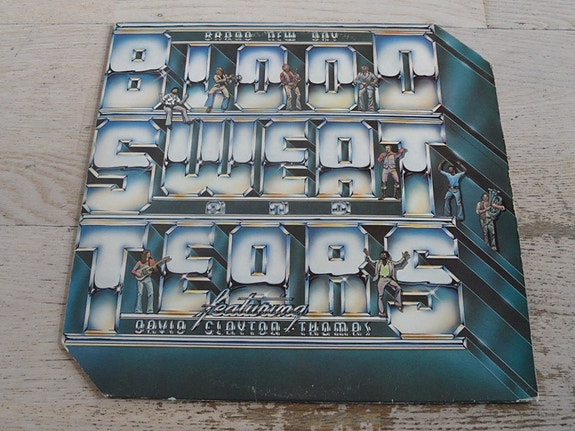 BRAND NEW DAY
BLOOD
SWEAT
AND
TEARS
featuring
DAVID CLAYTON-THOMAS